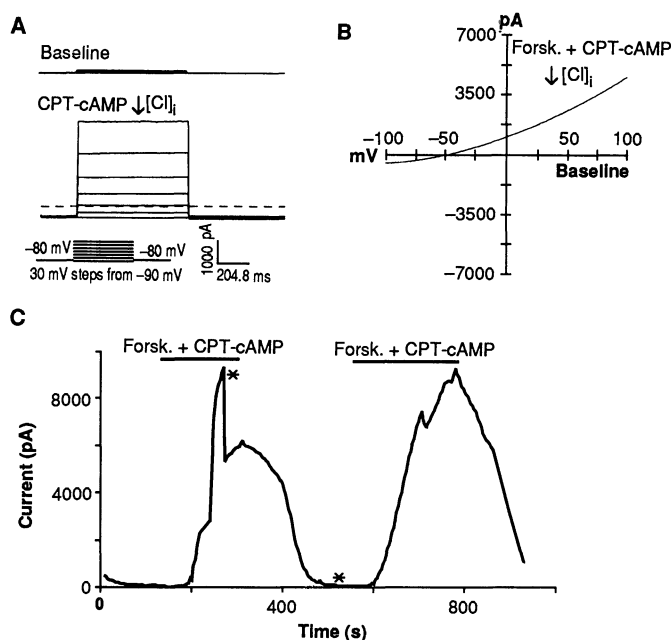 A
Baseline
CPT-cAMP ↓[Cl]i
−80 mV
−80 mV
30 mV steps from −90 mV
1000 pA
204.8 ms
B
pA
7000
Forsk. + CPT-cAMP
↓[Cl]i
3500
−100
−50
50
100
mV
Baseline
−3500
−7000
C
Forsk. + CPT-cAMP
Forsk. + CPT-cAMP
*
*
8000
4000
0
Current (pA)
0
400
800
Time (s)